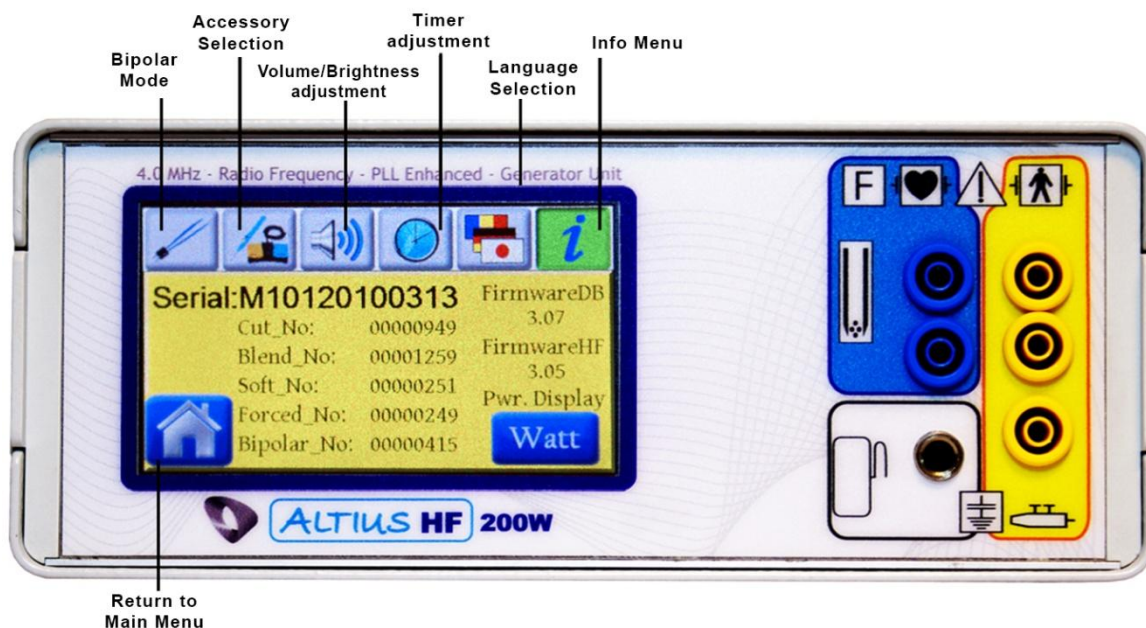 Accessory
Selection
Timer
adjustment
Info Menu
Bipolar
Mode
Volume/Brightness
adjustment
Language
Selection
4.0 MHz - Radio Frequency - PLL Enhanced - Generator Unit
i
Serial:M10120100313
FirmwareDB
3.07
Cut_No: 00000949
Blend_No: 00001259
FirmwareHF
3.05
Soft_No: 00000251
Pwr. Display
Forced_No: 00000249
Watt
Bipolar_No: 00000415
F
ALTIUS HF 200W
Return to
Main Menu